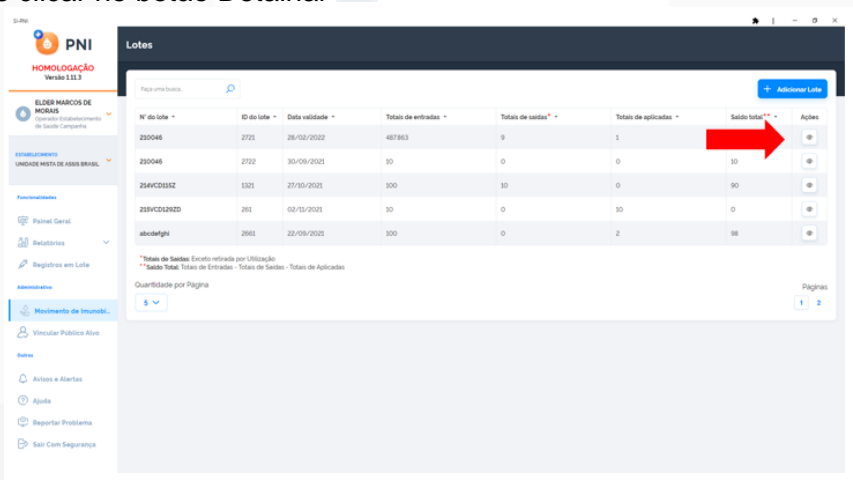 SI-PNI
PNI
HOMOLOGAÇÃO
Versão 1.11.3
ELDER MARCOS DE
MORAIS
Operador Estabelecimento
de Saúde Campanha
ESTABELECIMENTO
UNIDADE MISTA DE ASSIS BRASIL
Funcionalidades
Painel Geral
Relatórios
Registros em Lote
Administrativo
Movimento de Imunobi...
Vincular Público Alvo
Outros
Avisos e Alertas
Ajuda
Reportar Problema
Sair Com Segurança
Lotes
Faça uma busca...
+ Adicionar Lote
N° do lote ID do lote Data validade Totais de entradas Totais de saídas* Totais de aplicadas Saldo total** Ações
210046 2721 28/02/2022 487863 9 1
210046 2722 30/09/2021 10 0 0 10
214VCD115Z 1321 27/10/2021 100 10 0 90
215VCD129ZD 261 02/11/2021 10 0 10 0
abcdefghi 2661 22/09/2021 100 0 2 98
*Totais de Saídas: Exceto retirada por Utilização
**Saldo Total: Totais de Entradas - Totais de Saídas - Totais de Aplicadas
Quantidade por Página
5
Páginas
1 2